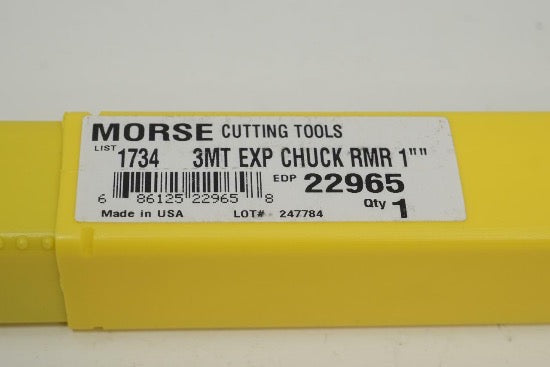 MORSE CUTTING TOOLS
LIST 1734 3MT EXP CHUCK RMR 1""
EDP 22965
6 86125 22965 8
Qty 1
Made in USA LOT# 247784